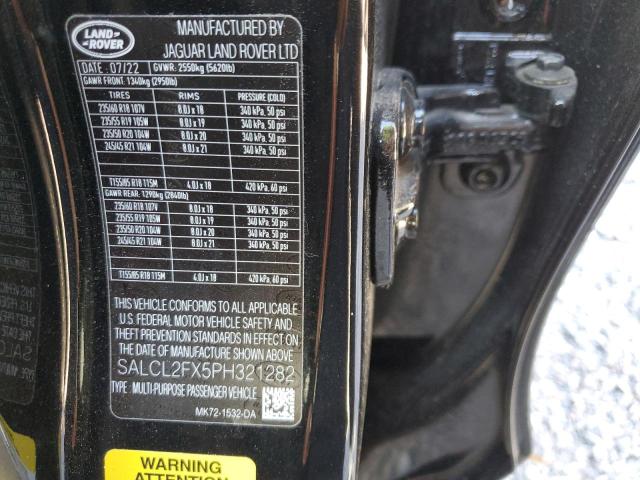 LAND-
ROVER
MANUFACTURED BY
JAGUAR LAND ROVER LTD
DATE: 07/22 GVWR: 2550kg (5620lb)
GAWR FRONT: 1340kg (2950lb)
TIRES RIMS PRESSURE (COLD)
235/60 R18 107V 8.0J x 18 340 kPa, 50 psi
235/55 R19 105W 8.0J x 19 340 kPa, 50 psi
235/50 R20 104W 8.0J x 20 340 kPa, 50 psi
245/45 R21 104W 8.0J x 21 340 kPa, 50 psi
T155/85 R18 115M 4.0J x 18 420 kPa, 60 psi
GAWR REAR: 1290kg (2840lb)
235/60 R18 107V 8.0J x 18 340 kPa, 50 psi
235/55 R19 105W 8.0J x 19 340 kPa, 50 psi
235/50 R20 104W 8.0J x 20 340 kPa, 50 psi
245/45 R21 104W 8.0J x 21 340 kPa, 50 psi
T155/85 R18 115M 4.0J x 18 420 kPa, 60 psi
THIS VEHICLE CONFORMS TO ALL APPLICABLE
U.S. FEDERAL MOTOR VEHICLE SAFETY AND
THEFT PREVENTION STANDARDS IN EFFECT ON
THE DATE OF MANUFACTURE SHOWN ABOVE
SALCL2FX5PH321282
TYPE: MULTI-PURPOSE PASSENGER VEHICLE
MK72-1532-DA
WARNING
ATTENTION